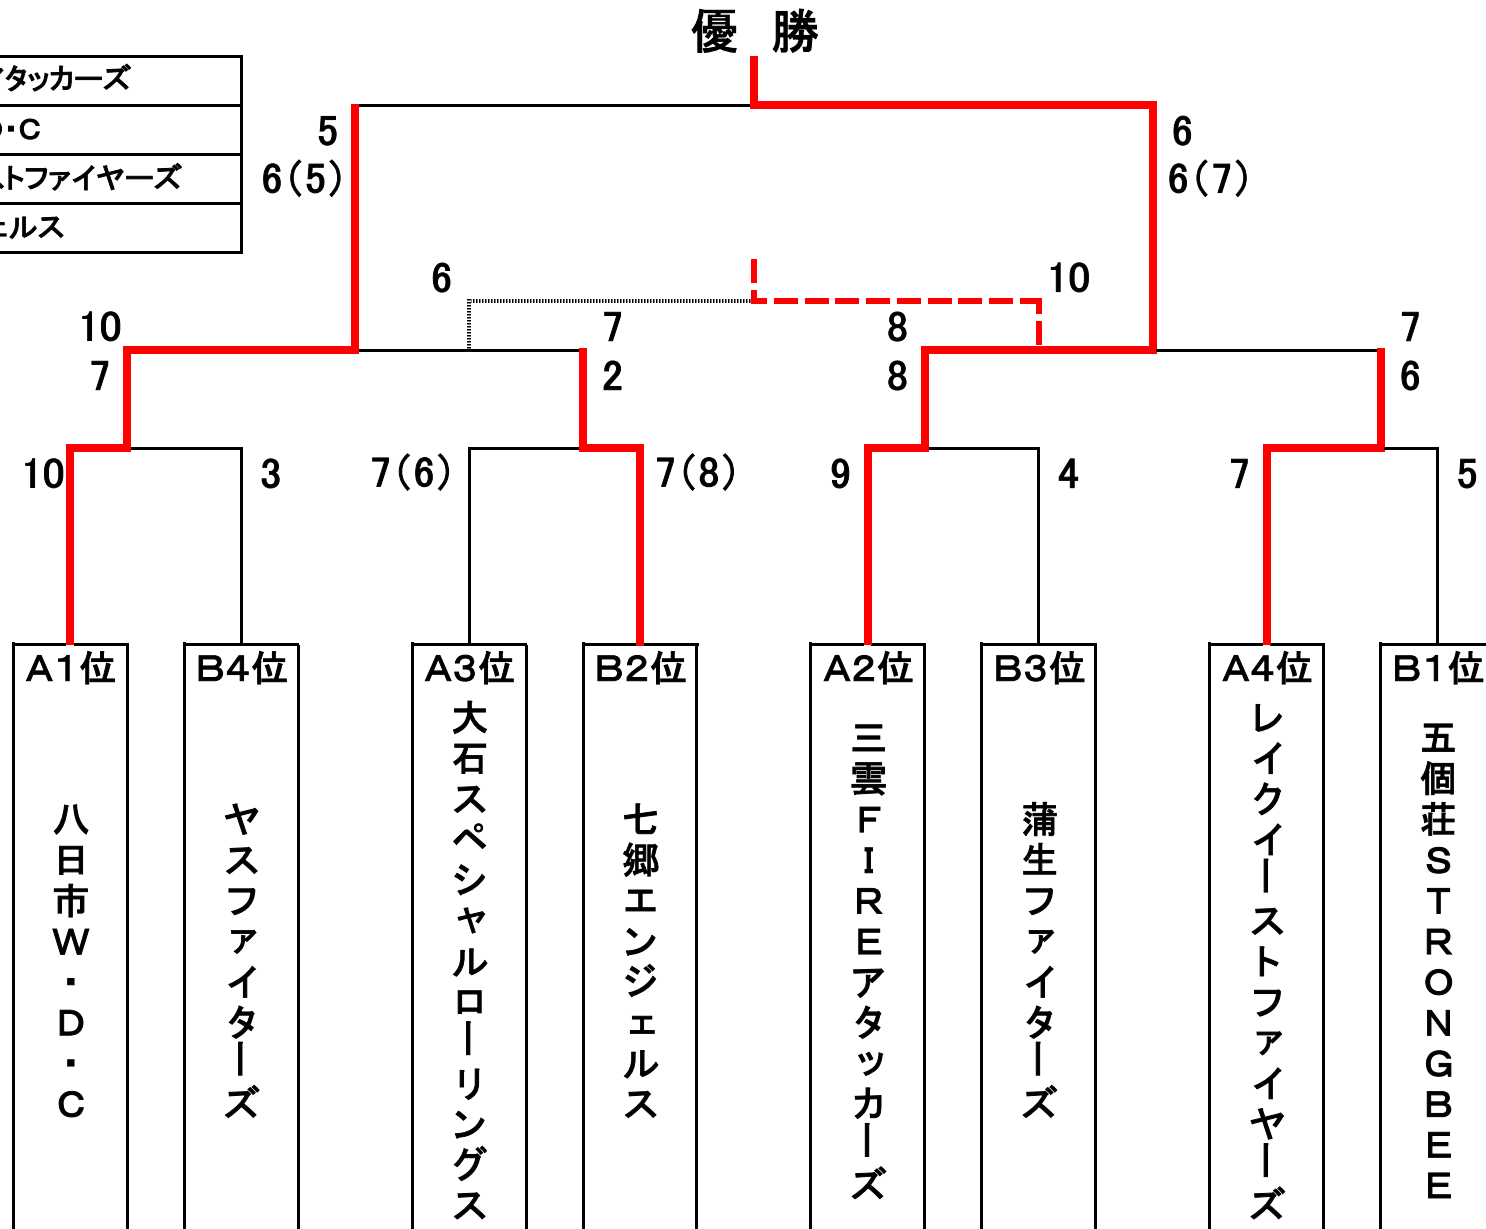 優 勝
タッカーズ
・C
トファイヤーズ
ェルス
5
6
6(5)
6(7)
6
10
10
7
8
7
7
2
8
6
10
3
7(6)
7(8)
9
4
7
5
A1位
八日市W・D・C
B4位
ヤスファイターズ
A3位
大石スペシャルローリングス
B2位
七郷エンジェルス
A2位
三雲FIREアタッカーズ
B3位
蒲生ファイターズ
A4位
レイクイーストファイヤーズ
B1位
五個荘STRONGBEE